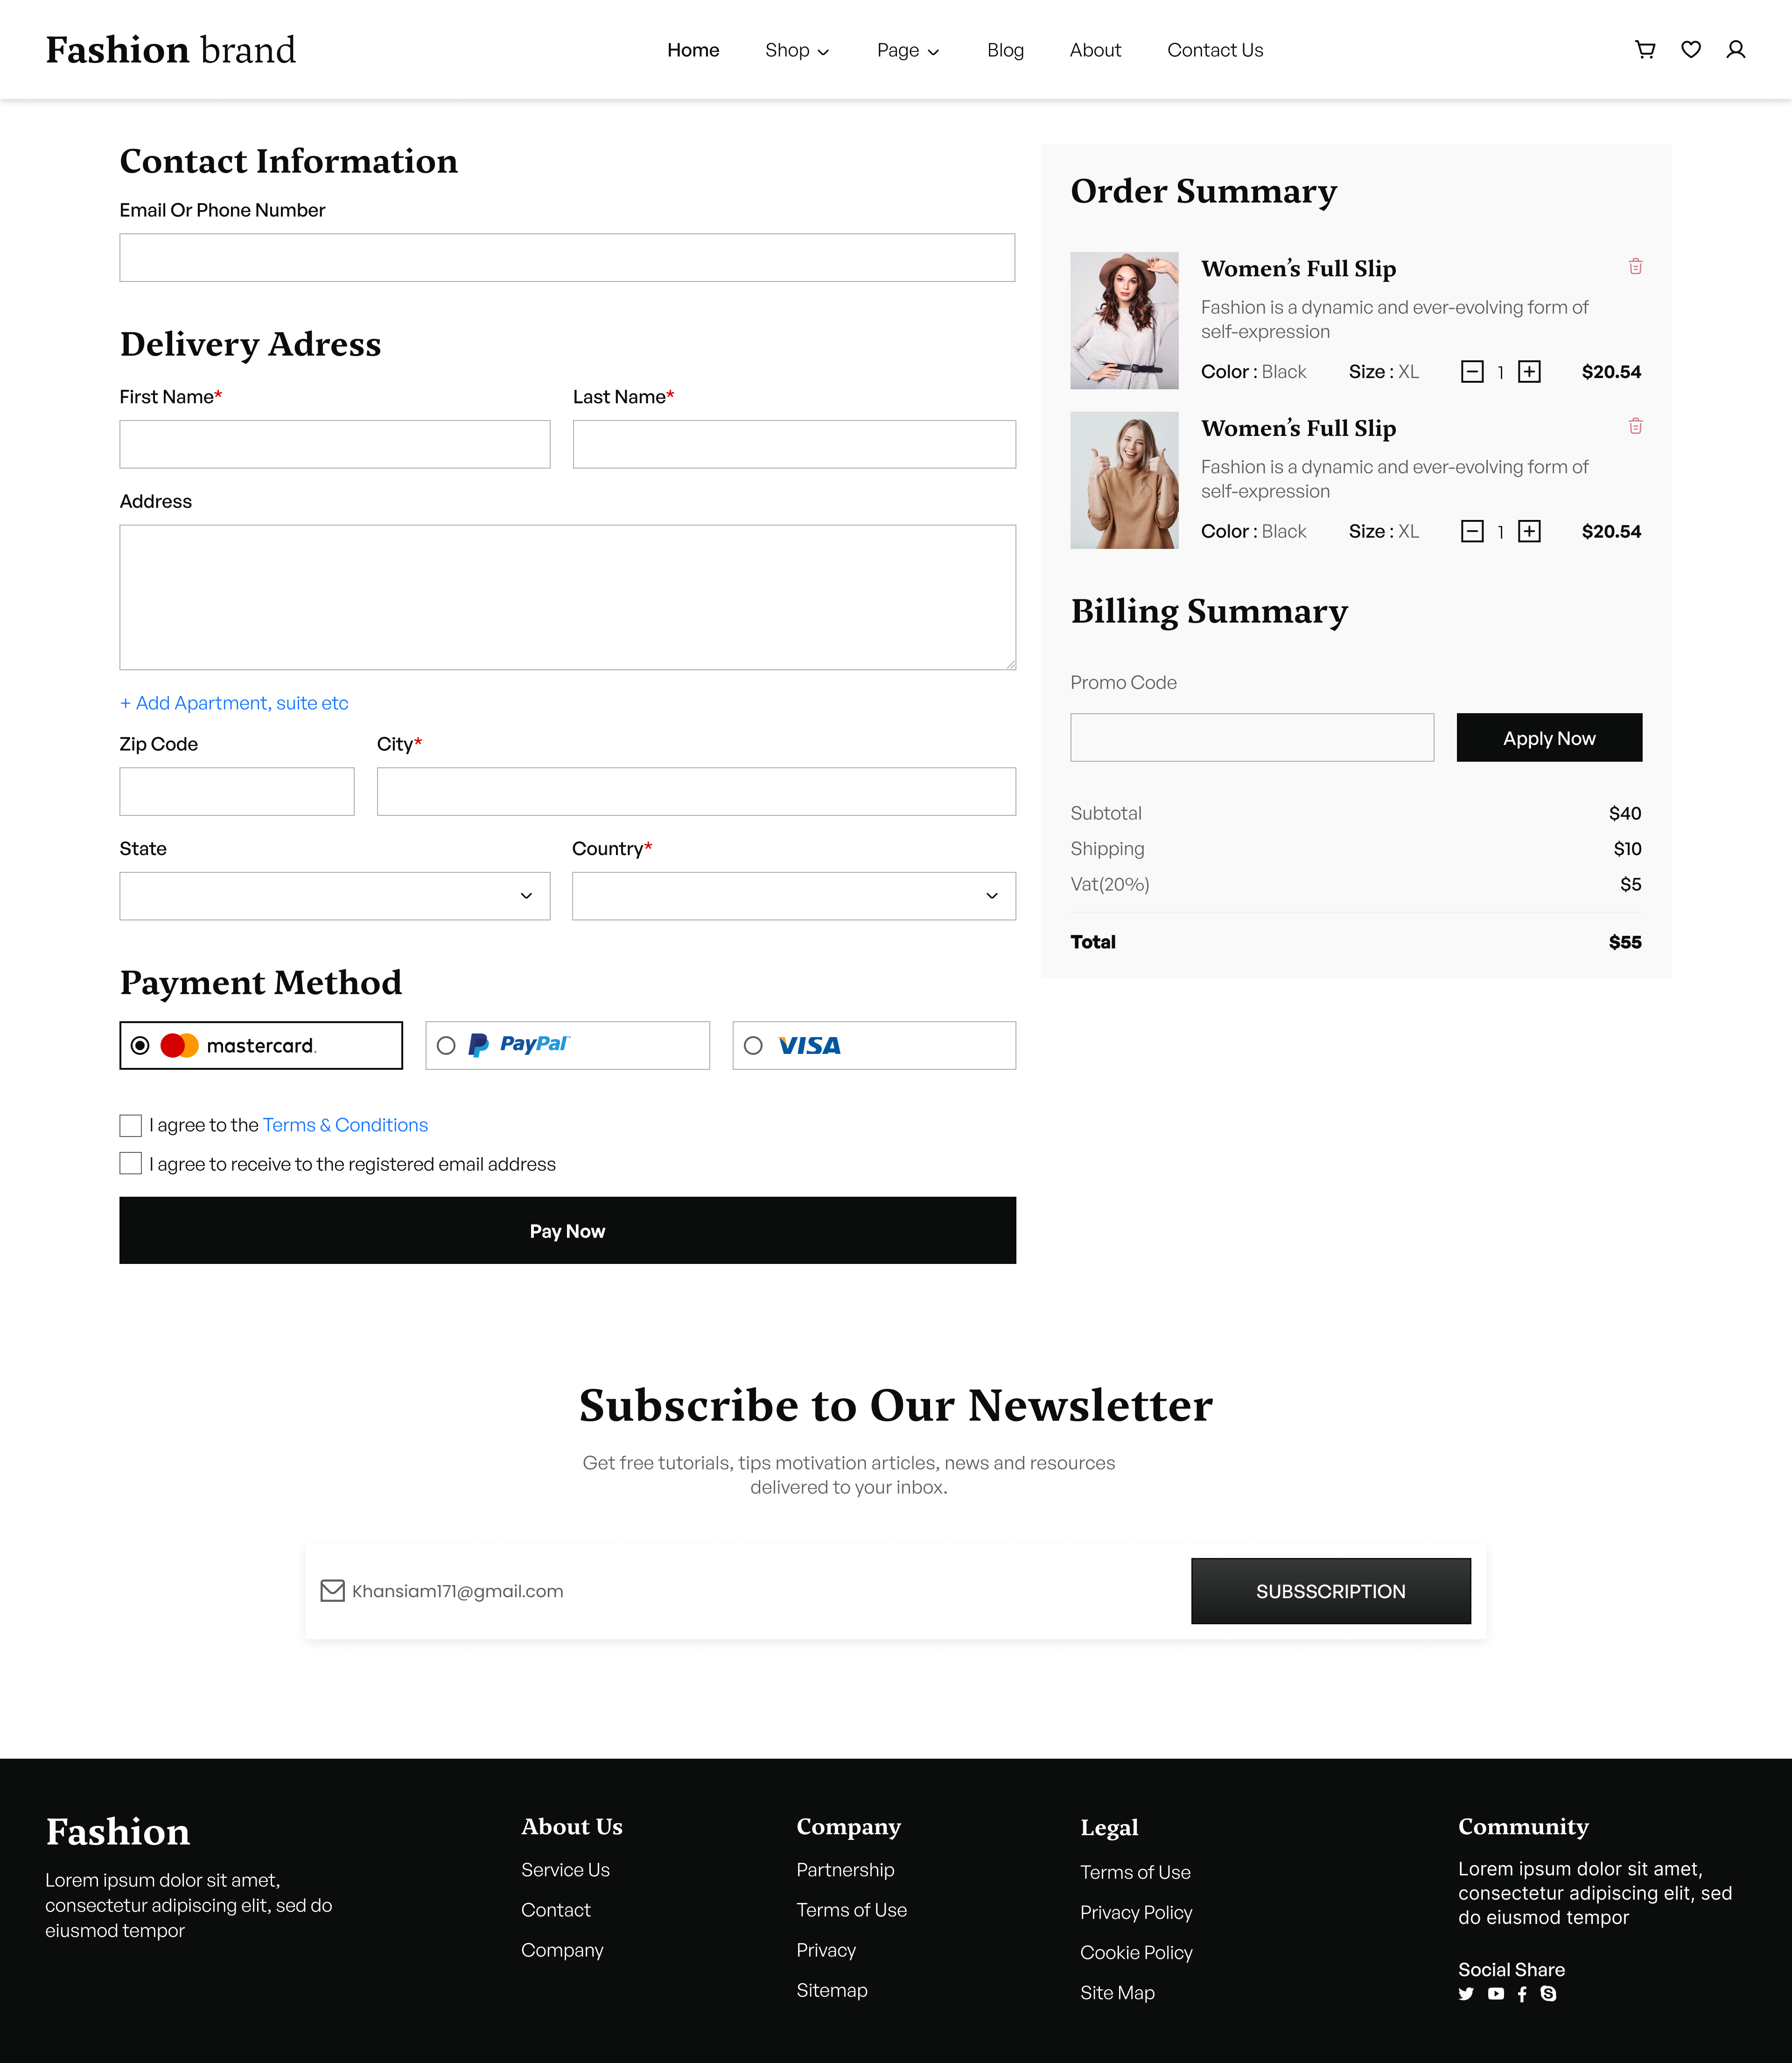 Fashion brand
Home Shop Page Blog About Contact Us
Contact Information
Email Or Phone Number
Delivery Adress
First Name* Last Name*
Address
+ Add Apartment, suite etc
Zip Code City*
State Country*
Payment Method
mastercard. PayPal VISA
I agree to the Terms & Conditions
I agree to receive to the registered email address
Pay Now
Order Summary
Women’s Full Slip
Fashion is a dynamic and ever-evolving form of
self-expression
Color : Black Size : XL 1 $20.54
Women’s Full Slip
Fashion is a dynamic and ever-evolving form of
self-expression
Color : Black Size : XL 1 $20.54
Billing Summary
Promo Code
Apply Now
Subtotal $40
Shipping $10
Vat(20%) $5
Total $55
Subscribe to Our Newsletter
Get free tutorials, tips motivation articles, news and resources
delivered to your inbox.
Khansiam171@gmail.com
SUBSSCRIPTION
Fashion
Lorem ipsum dolor sit amet,
consectetur adipiscing elit, sed do
eiusmod tempor
About Us
Service Us
Contact
Company
Company
Partnership
Terms of Use
Privacy
Sitemap
Legal
Terms of Use
Privacy Policy
Cookie Policy
Site Map
Community
Lorem ipsum dolor sit amet,
consectetur adipiscing elit, sed
do eiusmod tempor
Social Share